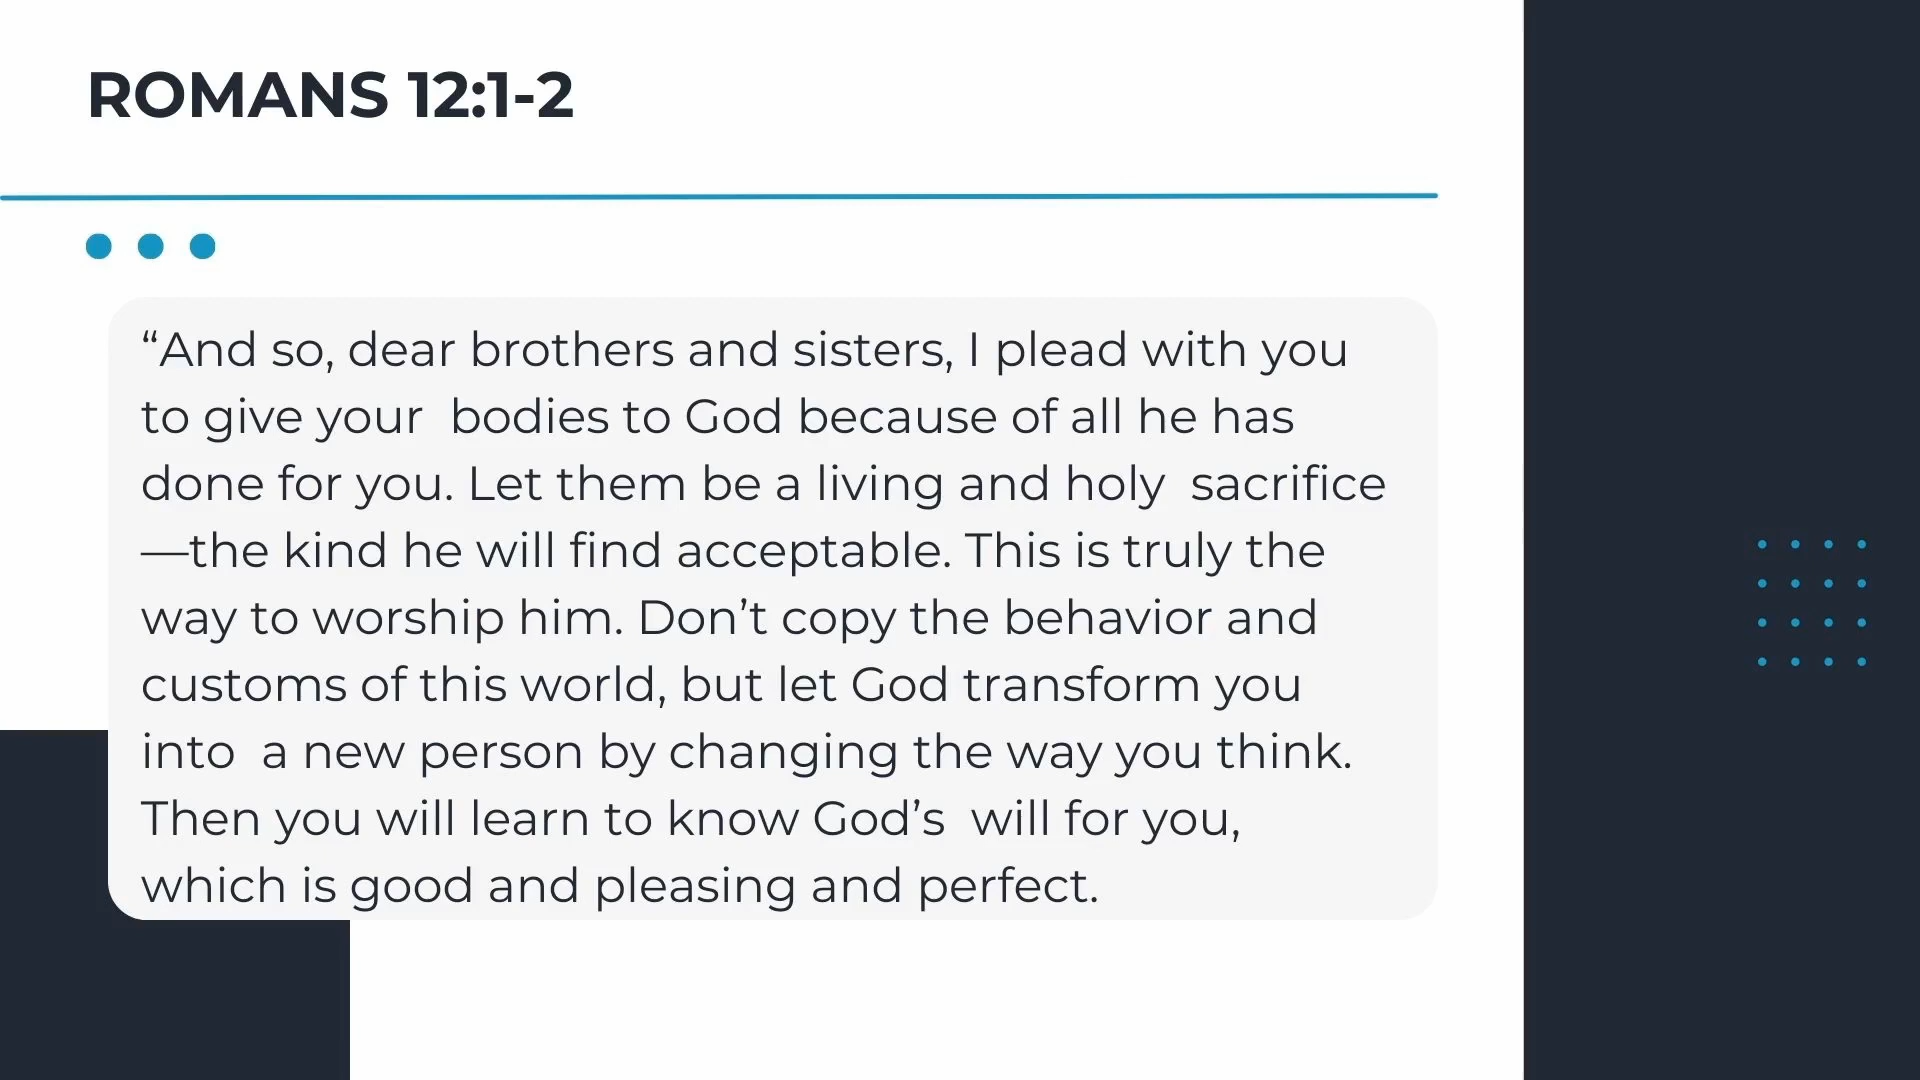 ROMANS 12:1-2
“And so, dear brothers and sisters, I plead with you
to give your  bodies to God because of all he has
done for you. Let them be a living and holy  sacrifice
—the kind he will find acceptable. This is truly the
way to worship him. Don’t copy the behavior and
customs of this world, but let God transform you
into  a new person by changing the way you think.
Then you will learn to know God’s  will for you,
which is good and pleasing and perfect.